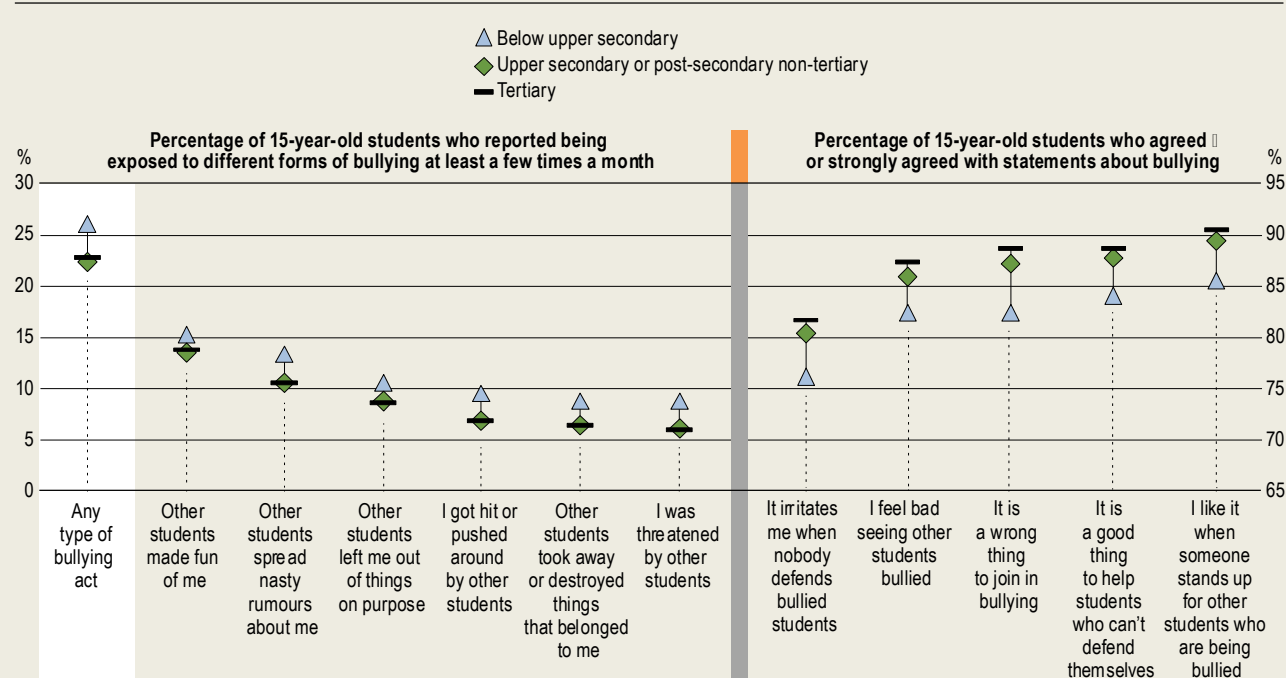 Below upper secondary
Upper secondary or post-secondary non-tertiary
Tertiary
Percentage of 15-year-old students who reported being
exposed to different forms of bullying at least a few times a month
Percentage of 15-year-old students who agreed
or strongly agreed with statements about bullying
%
30
25
20
15
10
5
0
%
95
90
85
80
75
70
65
Any
type of
bullying
act
Other
students
made fun
of me
Other
students
spread
nasty
rumours
about me
Other
students
left me out
of things
on purpose
I got hit or
pushed
around
by other
students
Other
students
took away
or destroyed
things
that belonged
to me
I was
threatened
by other
students
It irritates
me when
nobody
defends
bullied
students
I feel bad
seeing other
students
bullied
It is
a wrong
thing
to join in
bullying
It is
a good
thing
to help
students
who can't
defend
themselves
I like it
when
someone
stands up
for other
students who
are being
bullied